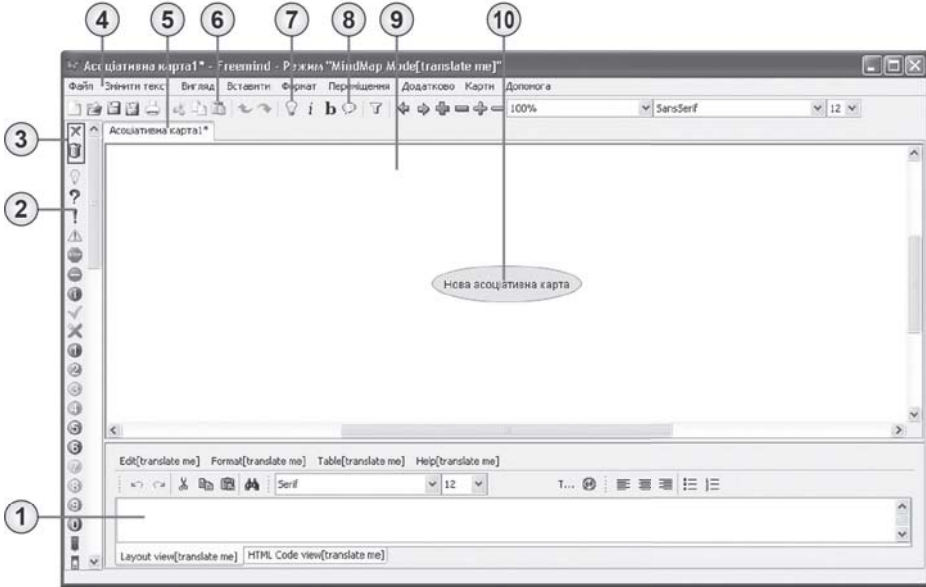 4 5 6 7 8 9 10
Асоціативна карта1* - Freemind - Режим "MindMap Mode[translate me]"
Файл Змінити текст Вигляд Вставити Формат Переміщення Додатково Карти Допомога
i b 100% SansSerif 12
3
Асоціативна карта1*
2
Нова асоціативна карта
Edit[translate me] Format[translate me] Table[translate me] Help[translate me]
Serif 12 T...
1
Layout view[translate me] HTML Code view[translate me]